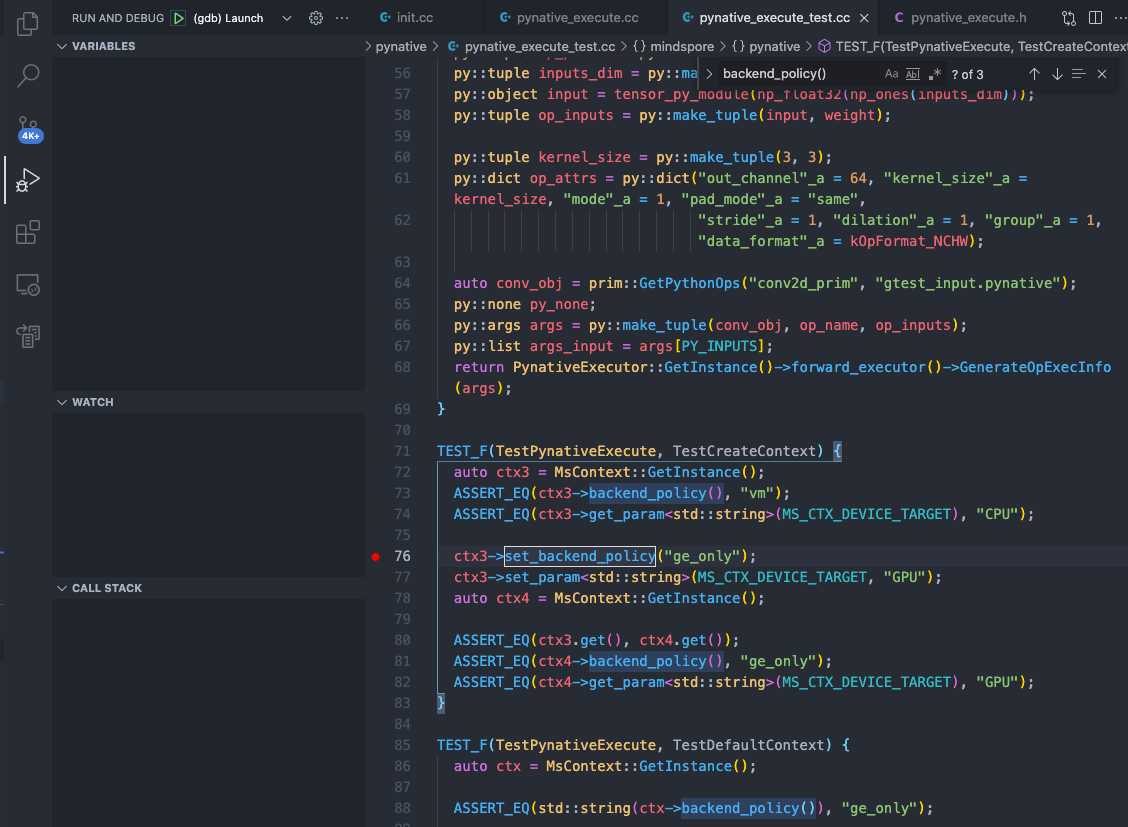 RUN AND DEBUG (gdb) Launch
init.cc
pynative_execute.cc
pynative_execute_test.cc
pynative_execute.h
VARIABLES
pynative > pynative_execute_test.cc > {} mindspore > {} pynative > TEST_F(TestPynativeExecute, TestCreateContext
backend_policy() Aa Ab| .* ? of 3
4K+
WATCH
CALL STACK
56 py::tuple inputs_dim = py::ma
57 py::object input = tensor_py_module(np_float32(np_ones(inputs_dim)));
58 py::tuple op_inputs = py::make_tuple(input, weight);
59
60 py::tuple kernel_size = py::make_tuple(3, 3);
61 py::dict op_attrs = py::dict("out_channel"_a = 64, "kernel_size"_a =
kernel_size, "mode"_a = 1, "pad_mode"_a = "same",
62 "stride"_a = 1, "dilation"_a = 1, "group"_a = 1,
"data_format"_a = kOpFormat_NCHW);
63
64 auto conv_obj = prim::GetPythonOps("conv2d_prim", "gtest_input.pynative");
65 py::none py_none;
66 py::args args = py::make_tuple(conv_obj, op_name, op_inputs);
67 py::list args_input = args[PY_INPUTS];
68 return PynativeExecutor::GetInstance()->forward_executor()->GenerateOpExecInfo
(args);
69 }
70
71 TEST_F(TestPynativeExecute, TestCreateContext) {
72 auto ctx3 = MsContext::GetInstance();
73 ASSERT_EQ(ctx3->backend_policy(), "vm");
74 ASSERT_EQ(ctx3->get_param<std::string>(MS_CTX_DEVICE_TARGET), "CPU");
75
76 ctx3->set_backend_policy("ge_only");
77 ctx3->set_param<std::string>(MS_CTX_DEVICE_TARGET, "GPU");
78 auto ctx4 = MsContext::GetInstance();
79
80 ASSERT_EQ(ctx3.get(), ctx4.get());
81 ASSERT_EQ(ctx4->backend_policy(), "ge_only");
82 ASSERT_EQ(ctx4->get_param<std::string>(MS_CTX_DEVICE_TARGET), "GPU");
83 }
84
85 TEST_F(TestPynativeExecute, TestDefaultContext) {
86 auto ctx = MsContext::GetInstance();
87
88 ASSERT_EQ(std::string(ctx->backend_policy()), "ge_only");